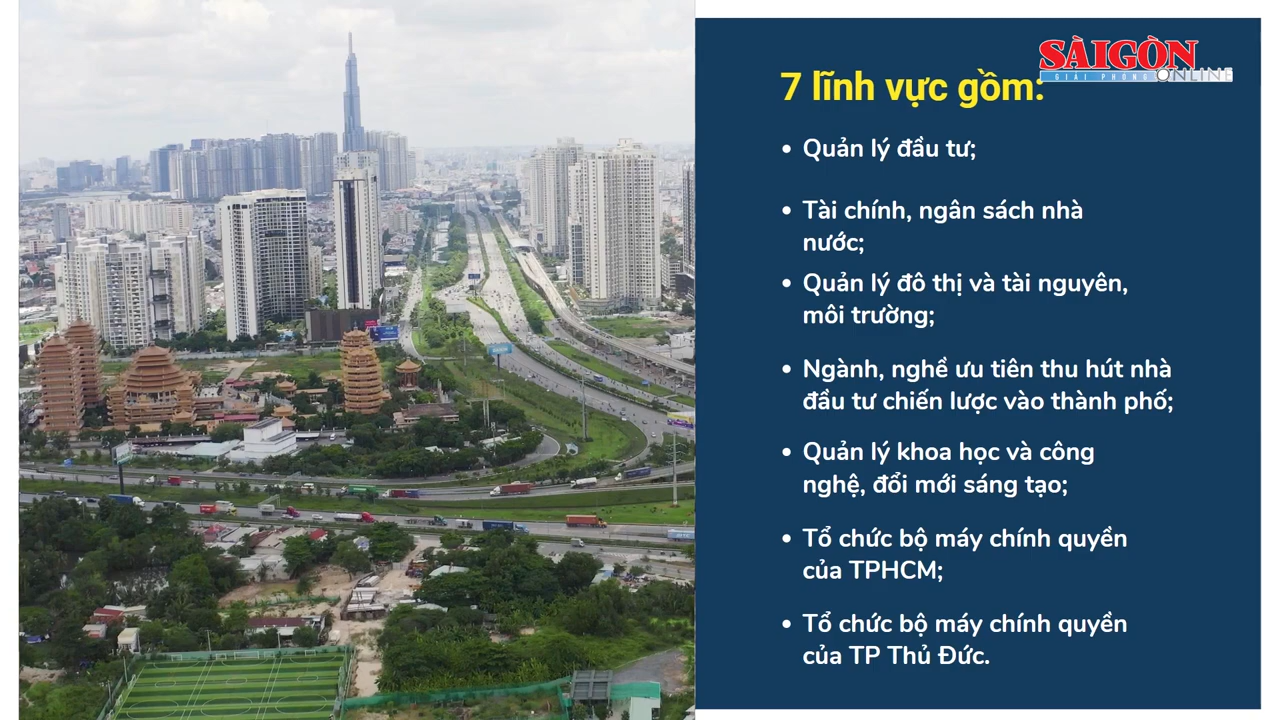 SÀIGÒN
GIẢI PHÓNG ONLINE
7 lĩnh vực gồm:
• Quản lý đầu tư;
• Tài chính, ngân sách nhà
nước;
• Quản lý đô thị và tài nguyên,
môi trường;
• Ngành, nghề ưu tiên thu hút nhà
đầu tư chiến lược vào thành phố;
• Quản lý khoa học và công
nghệ, đổi mới sáng tạo;
• Tổ chức bộ máy chính quyền
của TPHCM;
• Tổ chức bộ máy chính quyền
của TP Thủ Đức.